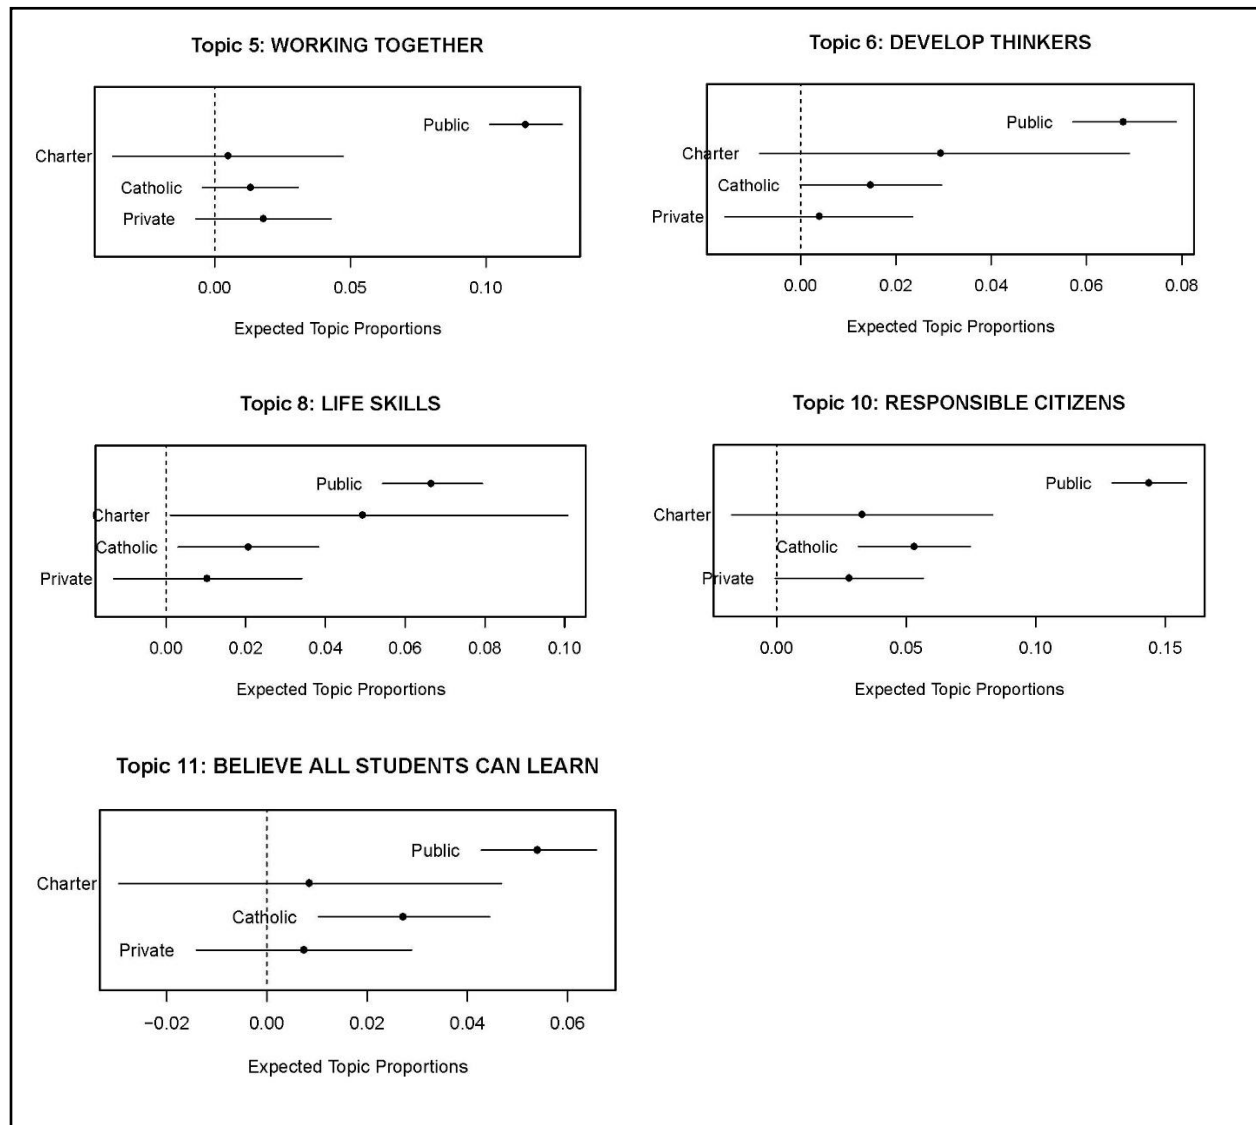 Topic 5: WORKING TOGETHER
Public
Charter
Catholic
Private
0.00 0.05 0.10
Expected Topic Proportions
Topic 6: DEVELOP THINKERS
Public
Charter
Catholic
Private
0.00 0.02 0.04 0.06 0.08
Expected Topic Proportions
Topic 8: LIFE SKILLS
Public
Charter
Catholic
Private
0.00 0.02 0.04 0.06 0.08 0.10
Expected Topic Proportions
Topic 10: RESPONSIBLE CITIZENS
Public
Charter
Catholic
Private
0.00 0.05 0.10 0.15
Expected Topic Proportions
Topic 11: BELIEVE ALL STUDENTS CAN LEARN
Public
Charter
Catholic
Private
−0.02 0.00 0.02 0.04 0.06
Expected Topic Proportions